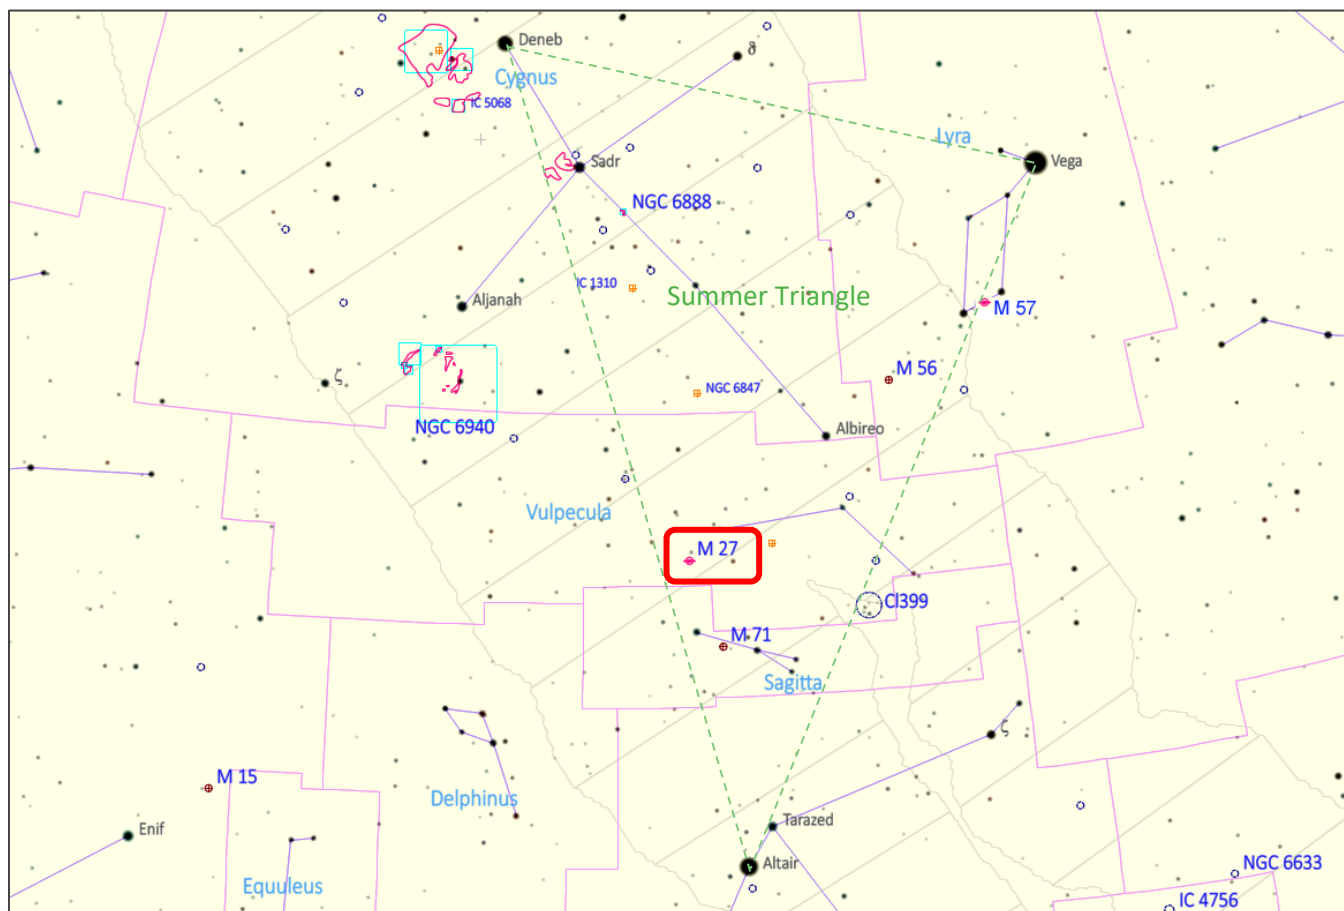 Deneb
δ
Cygnus
IC 5068
Lyra
Sadr
Vega
NGC 6888
IC 1310
Summer Triangle
Aljanah
M 57
M 56
ζ
NGC 6847
NGC 6940
Albireo
Vulpecula
M 27
Cl399
M 71
Sagitta
ζ
M 15
Delphinus
Tarazed
Enif
Altair
NGC 6633
Equuleus
IC 4756